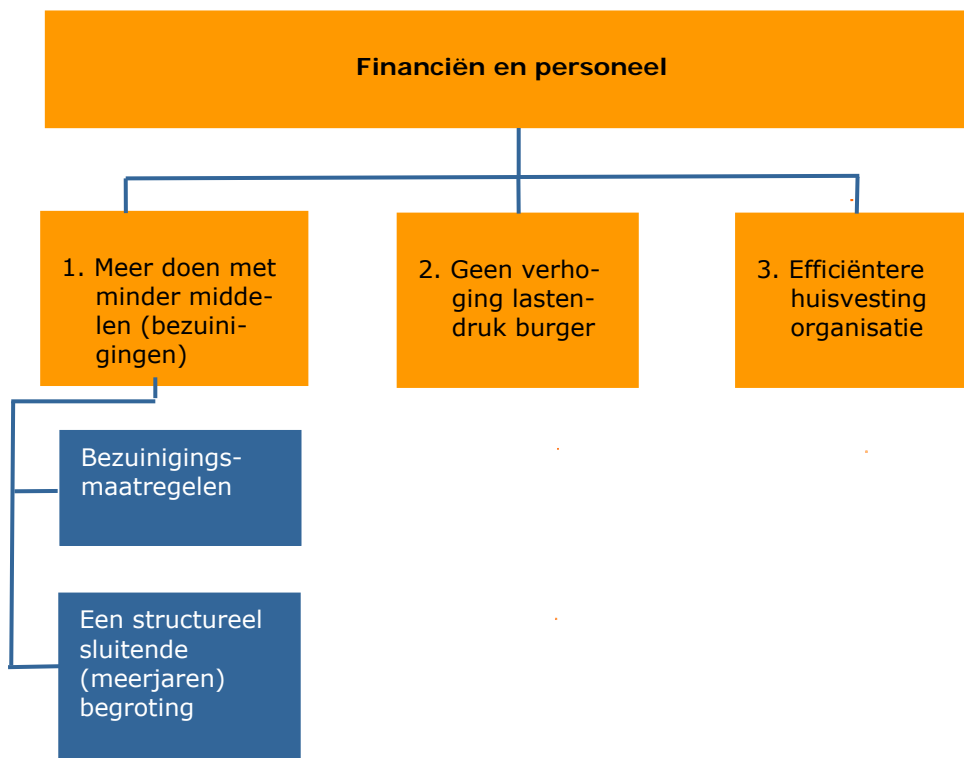 Financiën en personeel
1. Meer doen met
minder midde-
len (bezuini-
gingen)
2. Geen verho-
ging lasten-
druk burger
3. Efficiëntere
huisvesting
organisatie
Bezuinigings-
maatregelen
Een structureel
sluitende
(meerjaren)
begroting